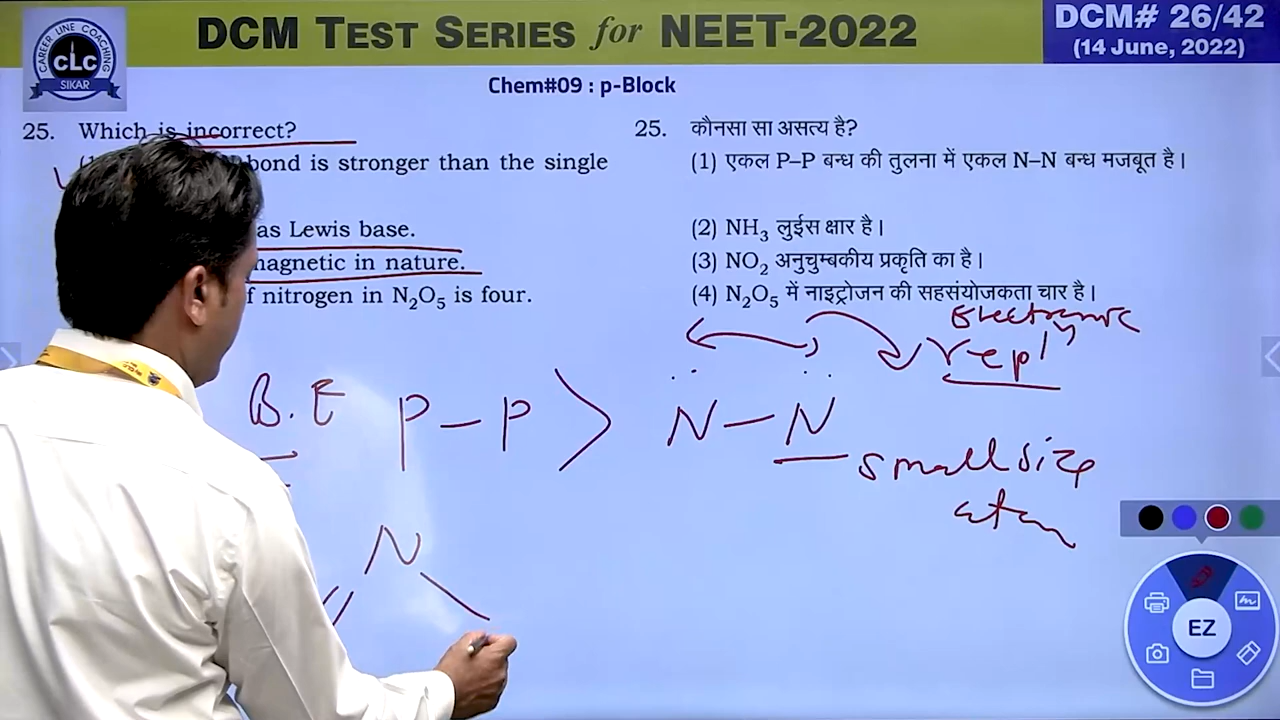 DCM TEST SERIES for NEET-2022
DCM# 26/42
(14 June, 2022)
CAREER LINE COACHING
CLC
SIKAR
Chem#09 : p-Block
25. Which is incorrect?
bond is stronger than the single
as Lewis base.
magnetic in nature.
f nitrogen in N₂O₅ is four.
25. कौनसा सा असत्य है?
(1) एकल P–P बन्ध की तुलना में एकल N–N बन्ध मजबूत है।
(2) NH₃ लुईस क्षार है।
(3) NO₂ अनुचुम्बकीय प्रकृति का है।
(4) N₂O₅ में नाइट्रोजन की सहसंयोजकता चार है।
Electronic
repl
B.E P–P > N̈–N̈
small size
N
EZ